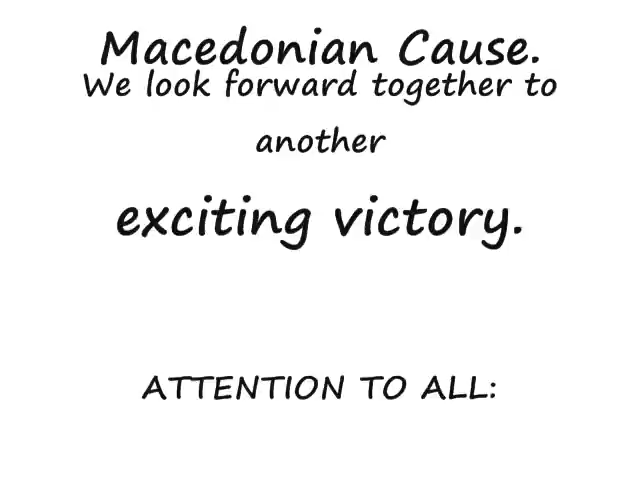 Macedonian Cause.
We look forward together to
another
exciting victory.
ATTENTION TO ALL: